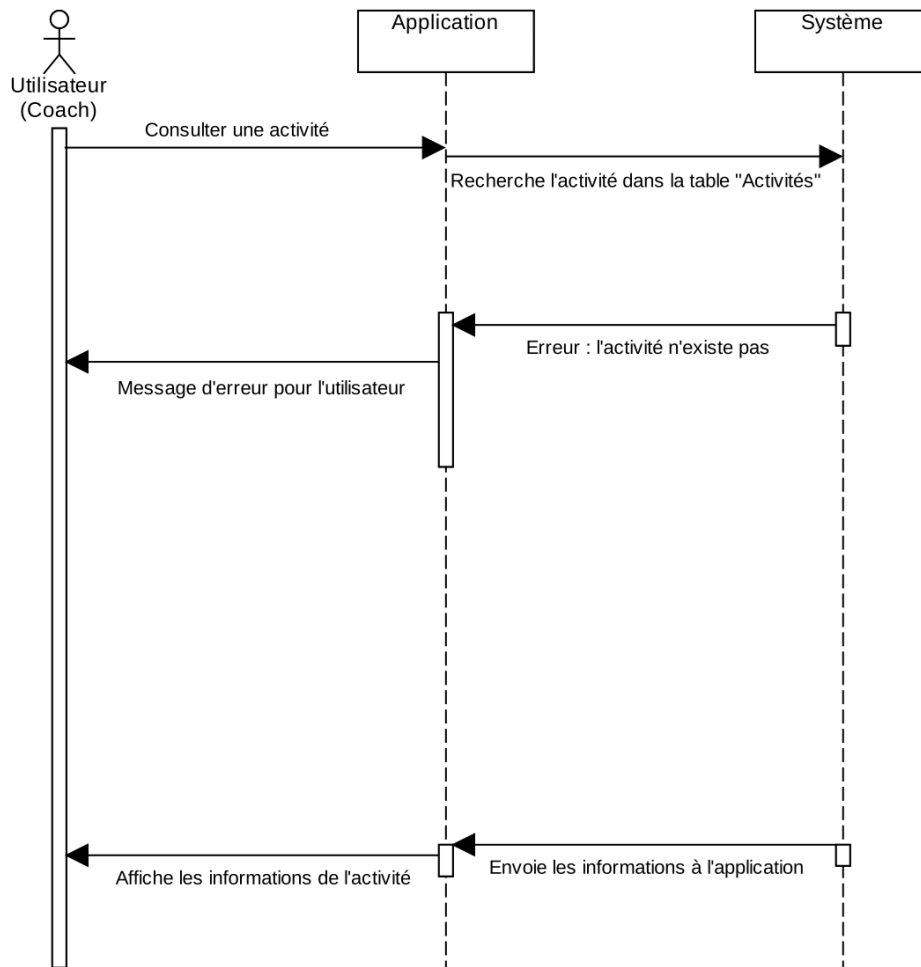 Application
Système
Utilisateur
(Coach)
Consulter une activité
Recherche l'activité dans la table "Activités"
Erreur : l'activité n'existe pas
Message d'erreur pour l'utilisateur
Envoie les informations à l'application
Affiche les informations de l'activité